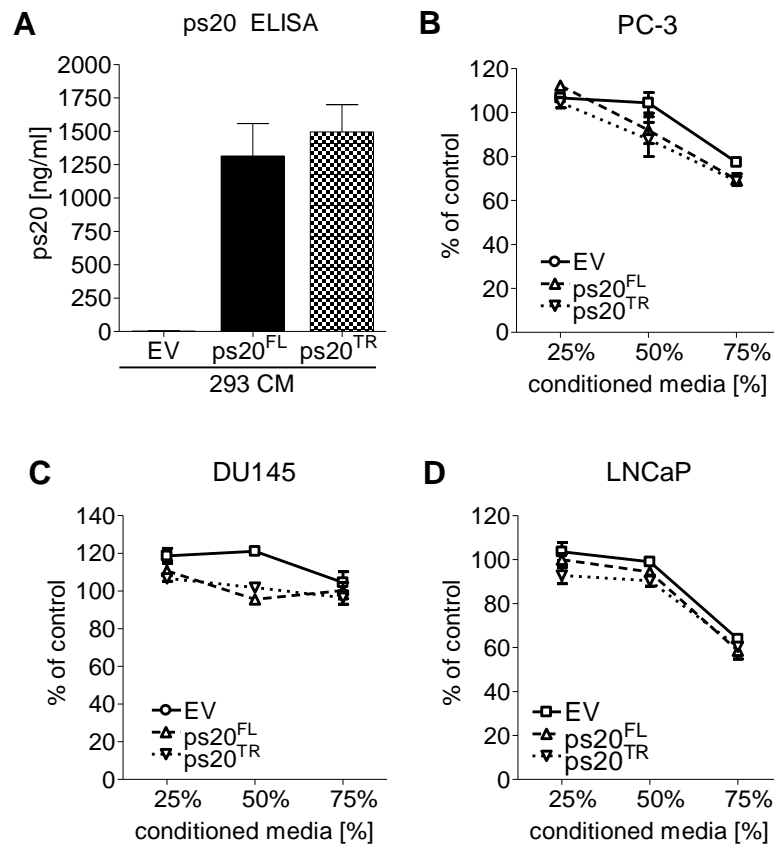 A
ps20 ELISA
ps20 [ng/ml]
2000
1750
1500
1250
1000
750
500
250
0
EV ps20FL ps20TR
293 CM
B
PC-3
% of control
120
100
80
60
40
20
0
EV
ps20FL
ps20TR
25% 50% 75%
conditioned media [%]
C
DU145
% of control
140
120
100
80
60
40
20
0
EV
ps20FL
ps20TR
25% 50% 75%
conditioned media [%]
D
LNCaP
% of control
120
100
80
60
40
20
0
EV
ps20FL
ps20TR
25% 50% 75%
conditioned media [%]